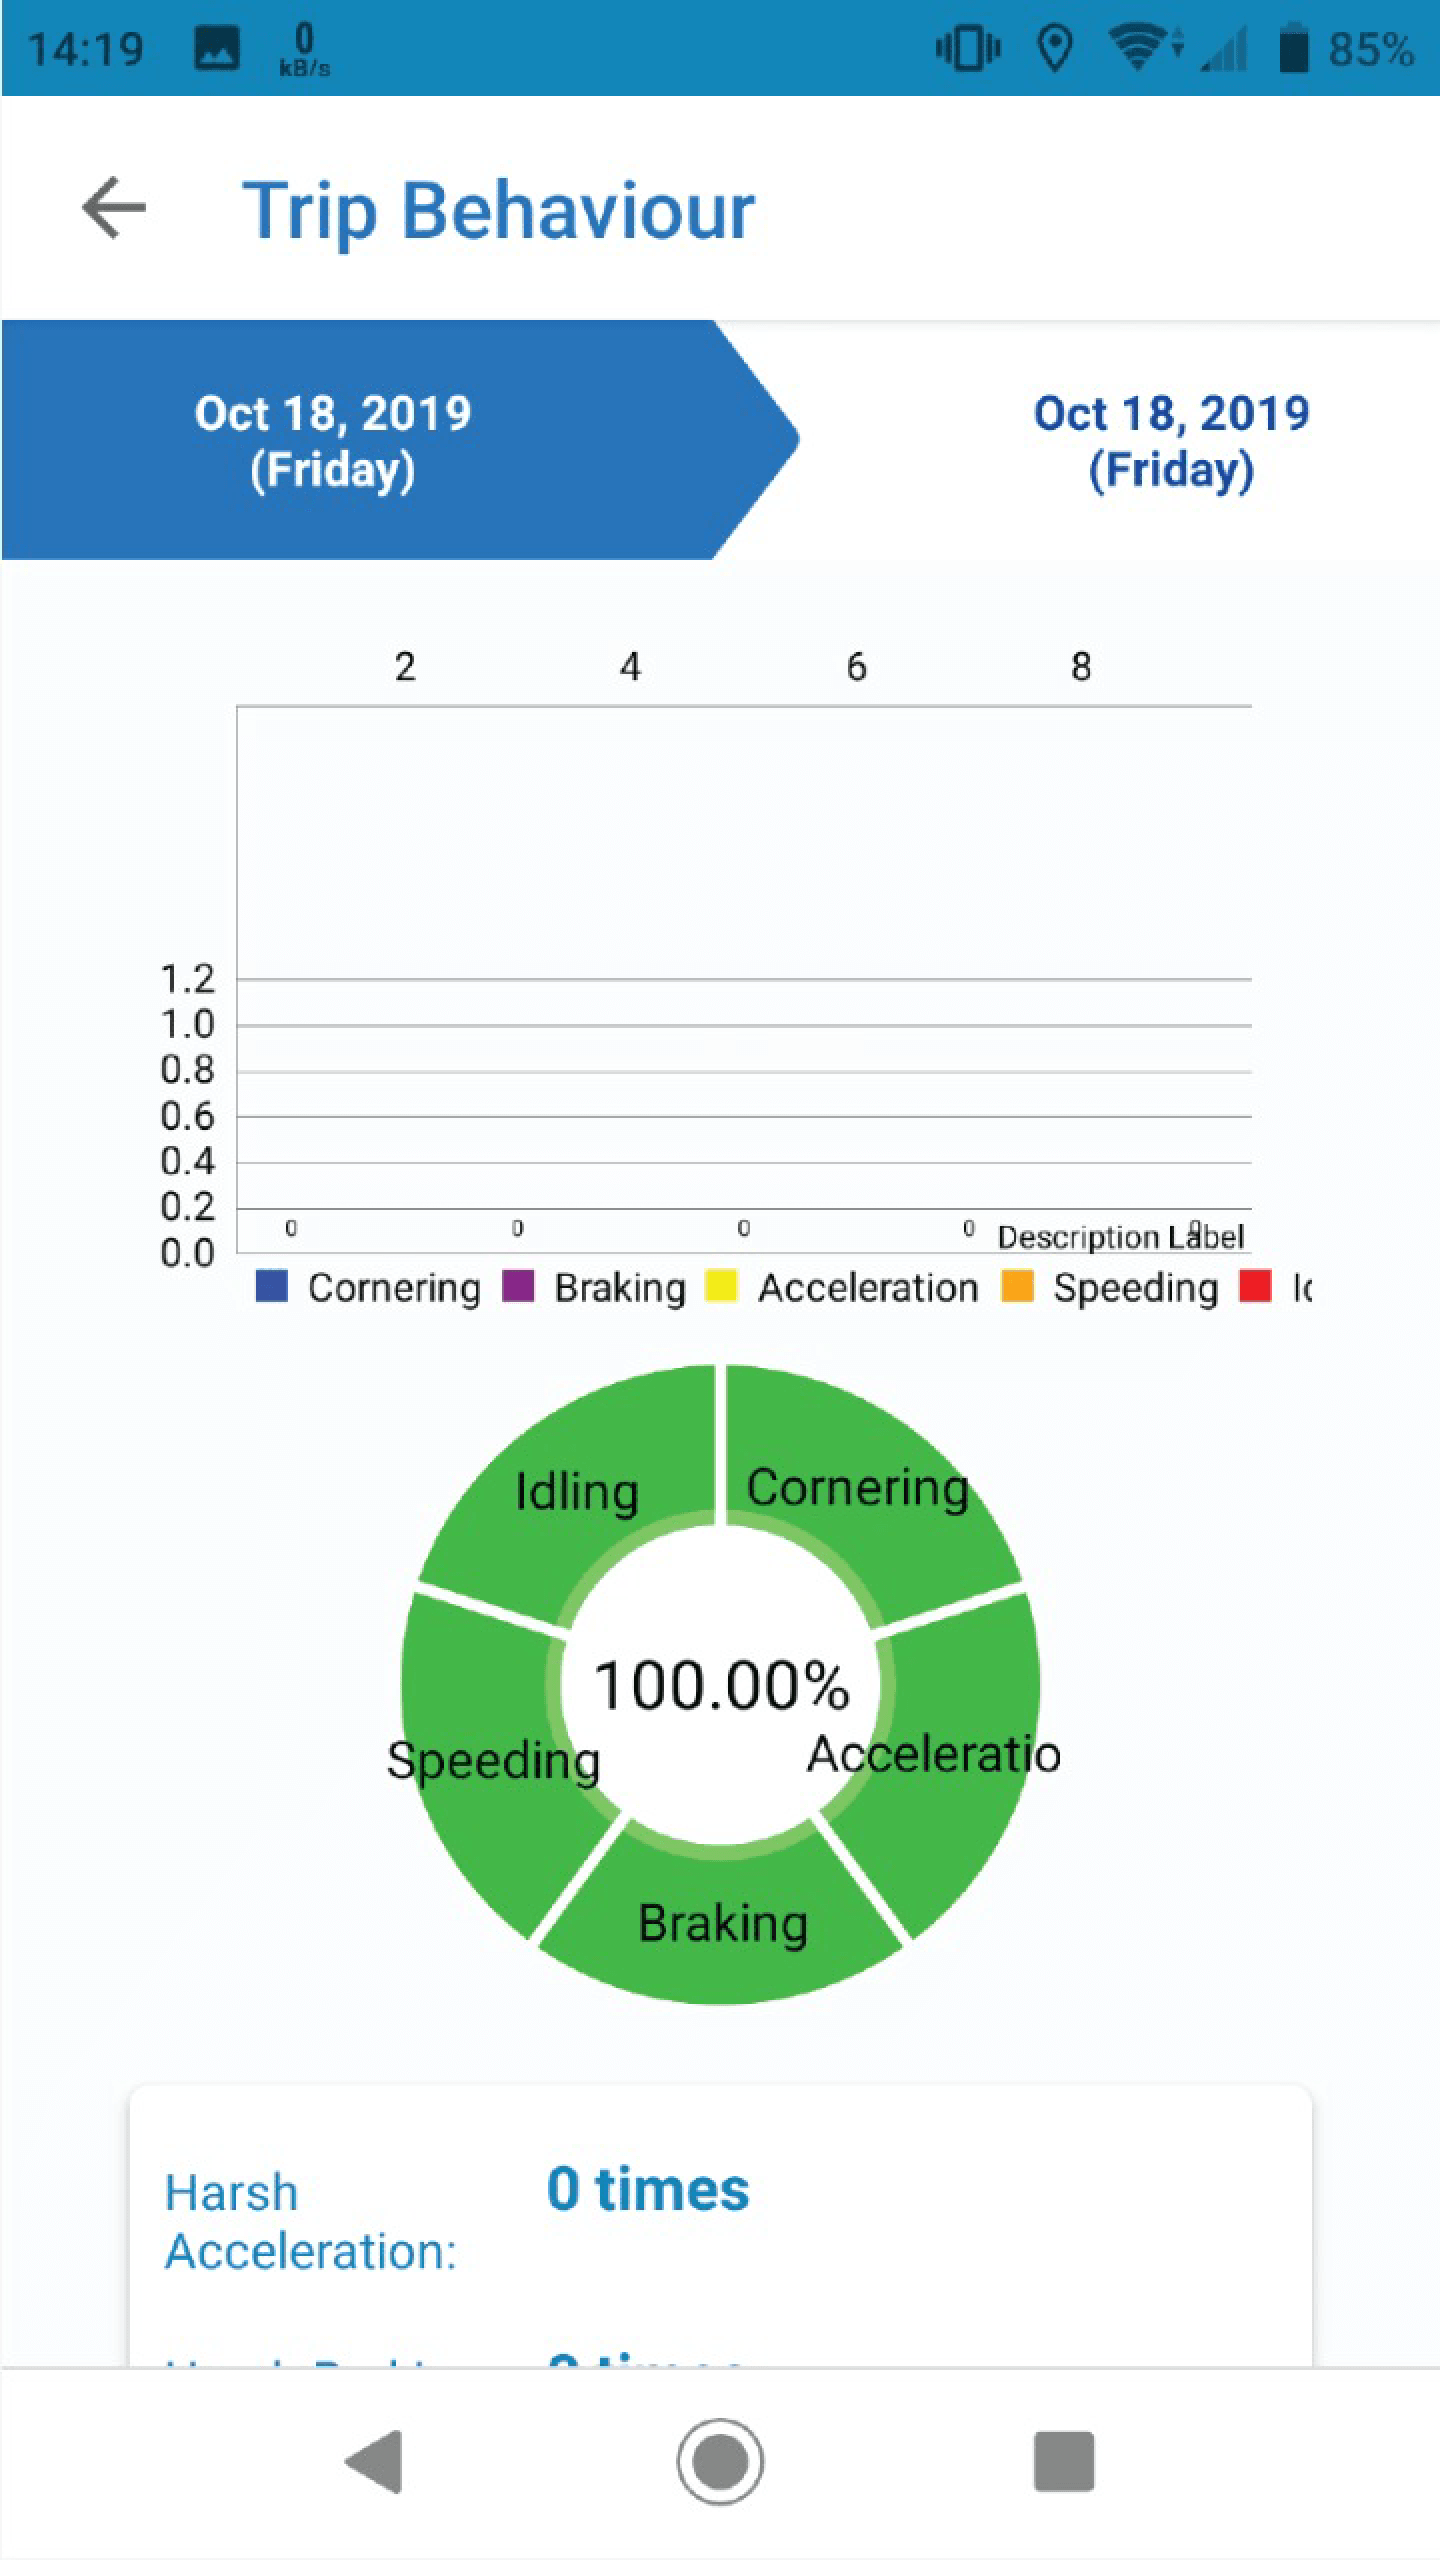 14:19 0 kB/s 85%
Trip Behaviour
Oct 18, 2019
(Friday)
Oct 18, 2019
(Friday)
2 4 6 8
1.2
1.0
0.8
0.6
0.4
0.2
0 0 0 0 0
Description Label
0.0
Cornering Braking Acceleration Speeding
Idling Cornering
100.00%
Speeding Acceleratio
Braking
Harsh 0 times
Acceleration: